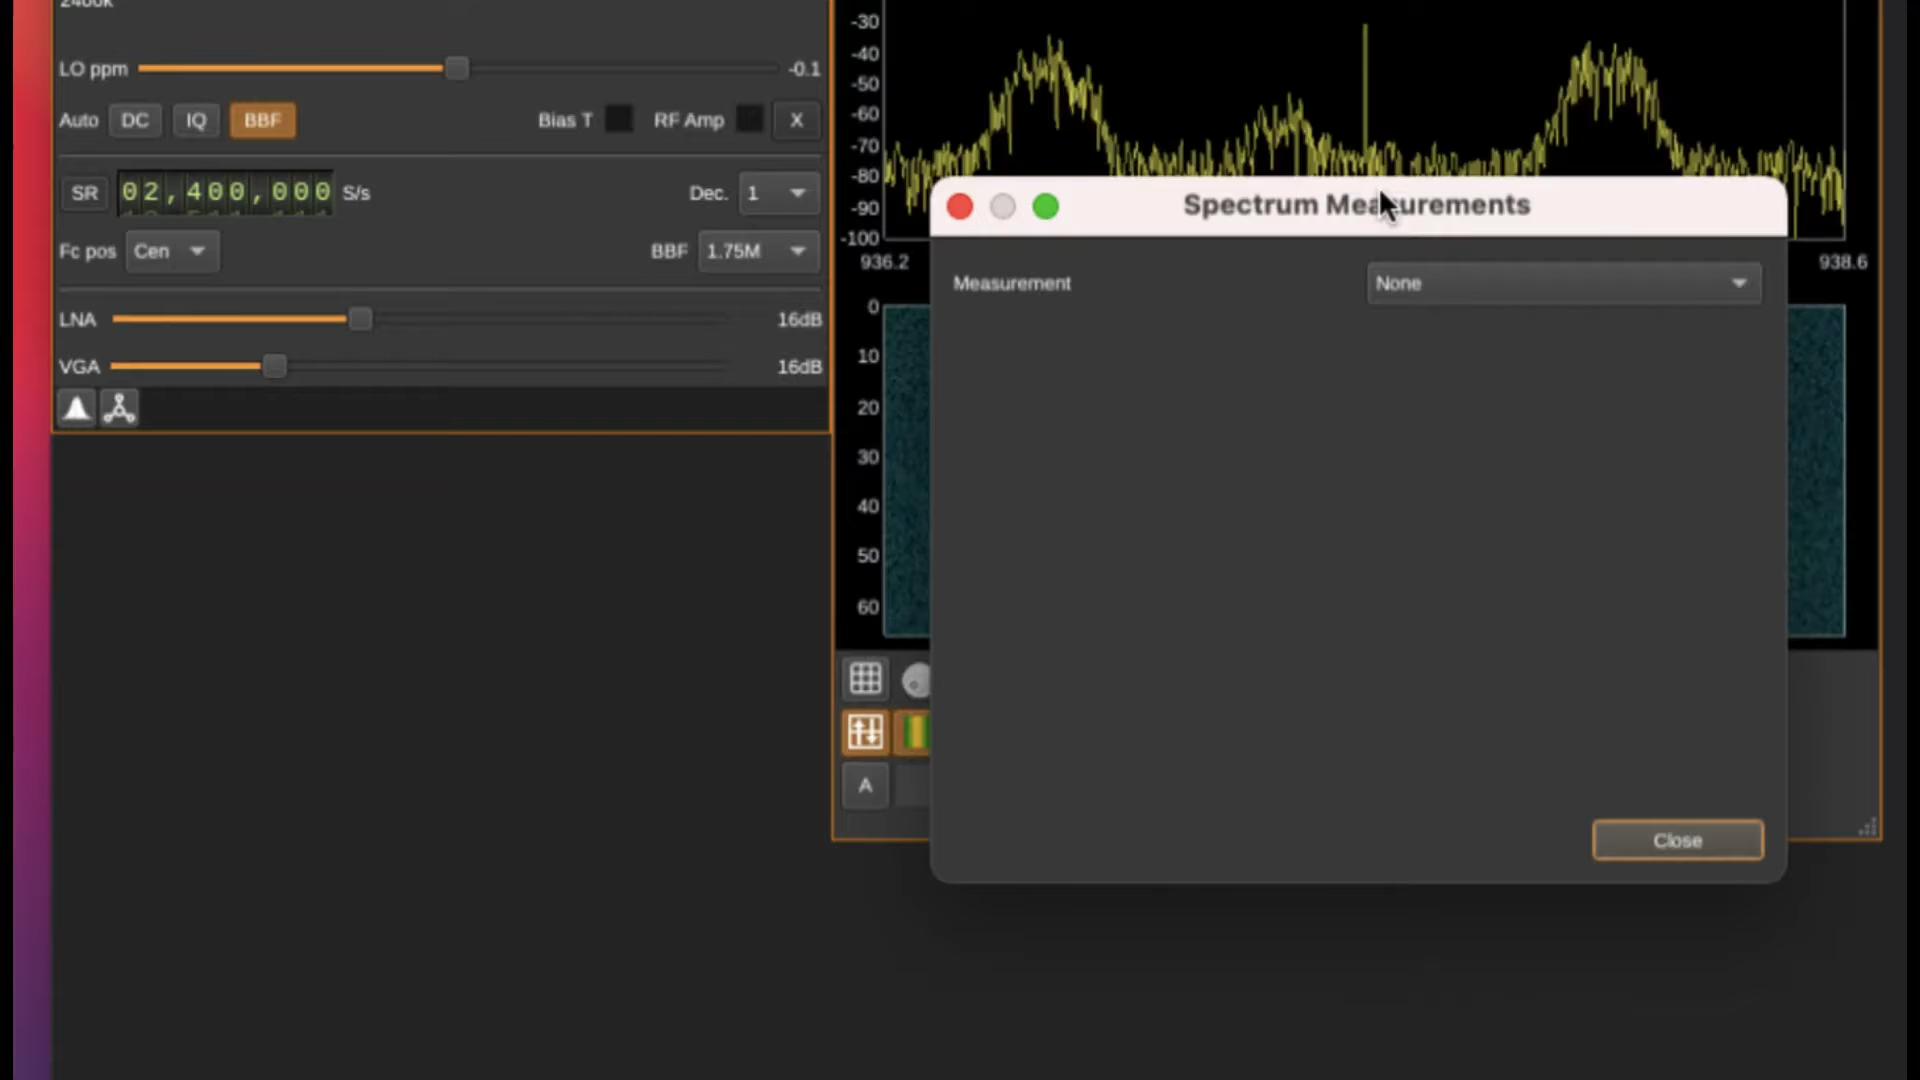 2400k
LO ppm -0.1
Auto DC IQ BBF Bias T RF Amp X
SR 02,400,000 S/s Dec. 1
Fc pos Cen BBF 1.75M
LNA 16dB
VGA 16dB
-30
-40
-50
-60
-70
-80
-90
-100
936.2 938.6
0
10
20
30
40
50
60
A
Spectrum Measurements
Measurement None
Close